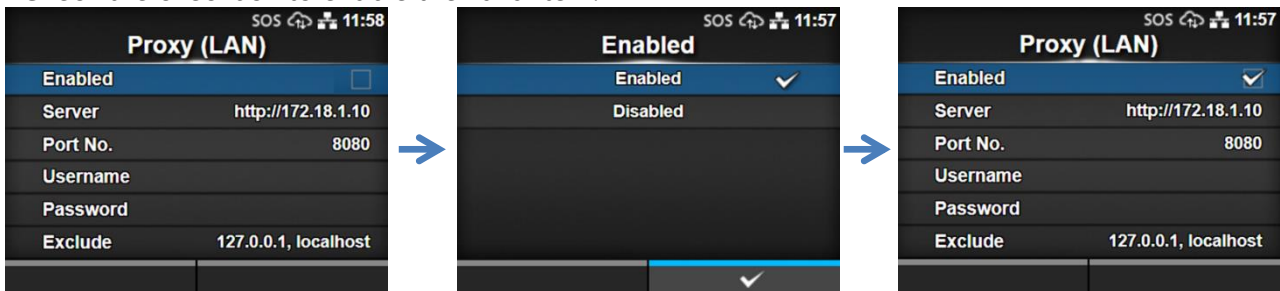 SOS 11:58
Proxy (LAN)
Enabled
Server http://172.18.1.10
Port No. 8080
Username
Password
Exclude 127.0.0.1, localhost
SOS 11:57
Enabled
Enabled
Disabled
SOS 11:57
Proxy (LAN)
Enabled
Server http://172.18.1.10
Port No. 8080
Username
Password
Exclude 127.0.0.1, localhost